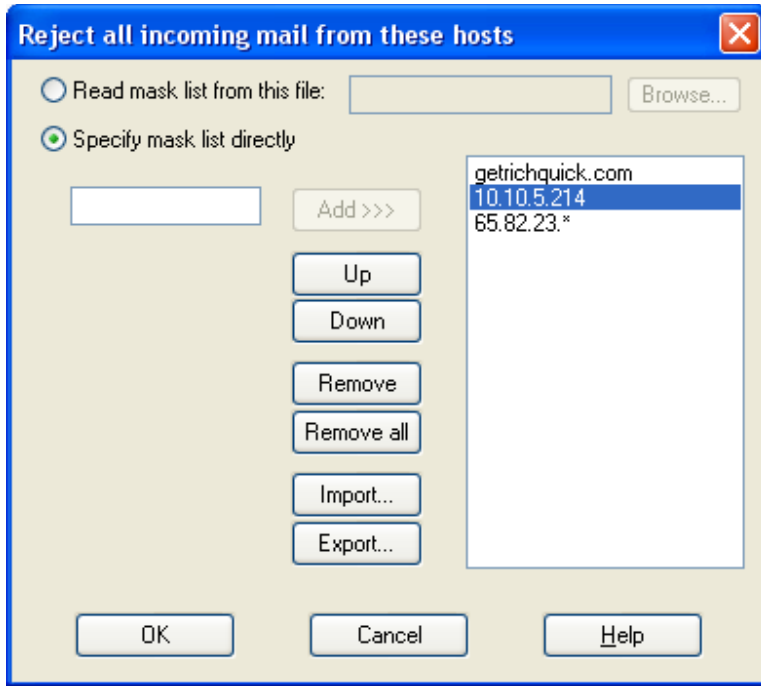 Reject all incoming mail from these hosts
Read mask list from this file:
Browse...
Specify mask list directly
Add >>>
getrichquick.com
10.10.5.214
65.82.23.*
Up
Down
Remove
Remove all
Import...
Export...
OK
Cancel
Help